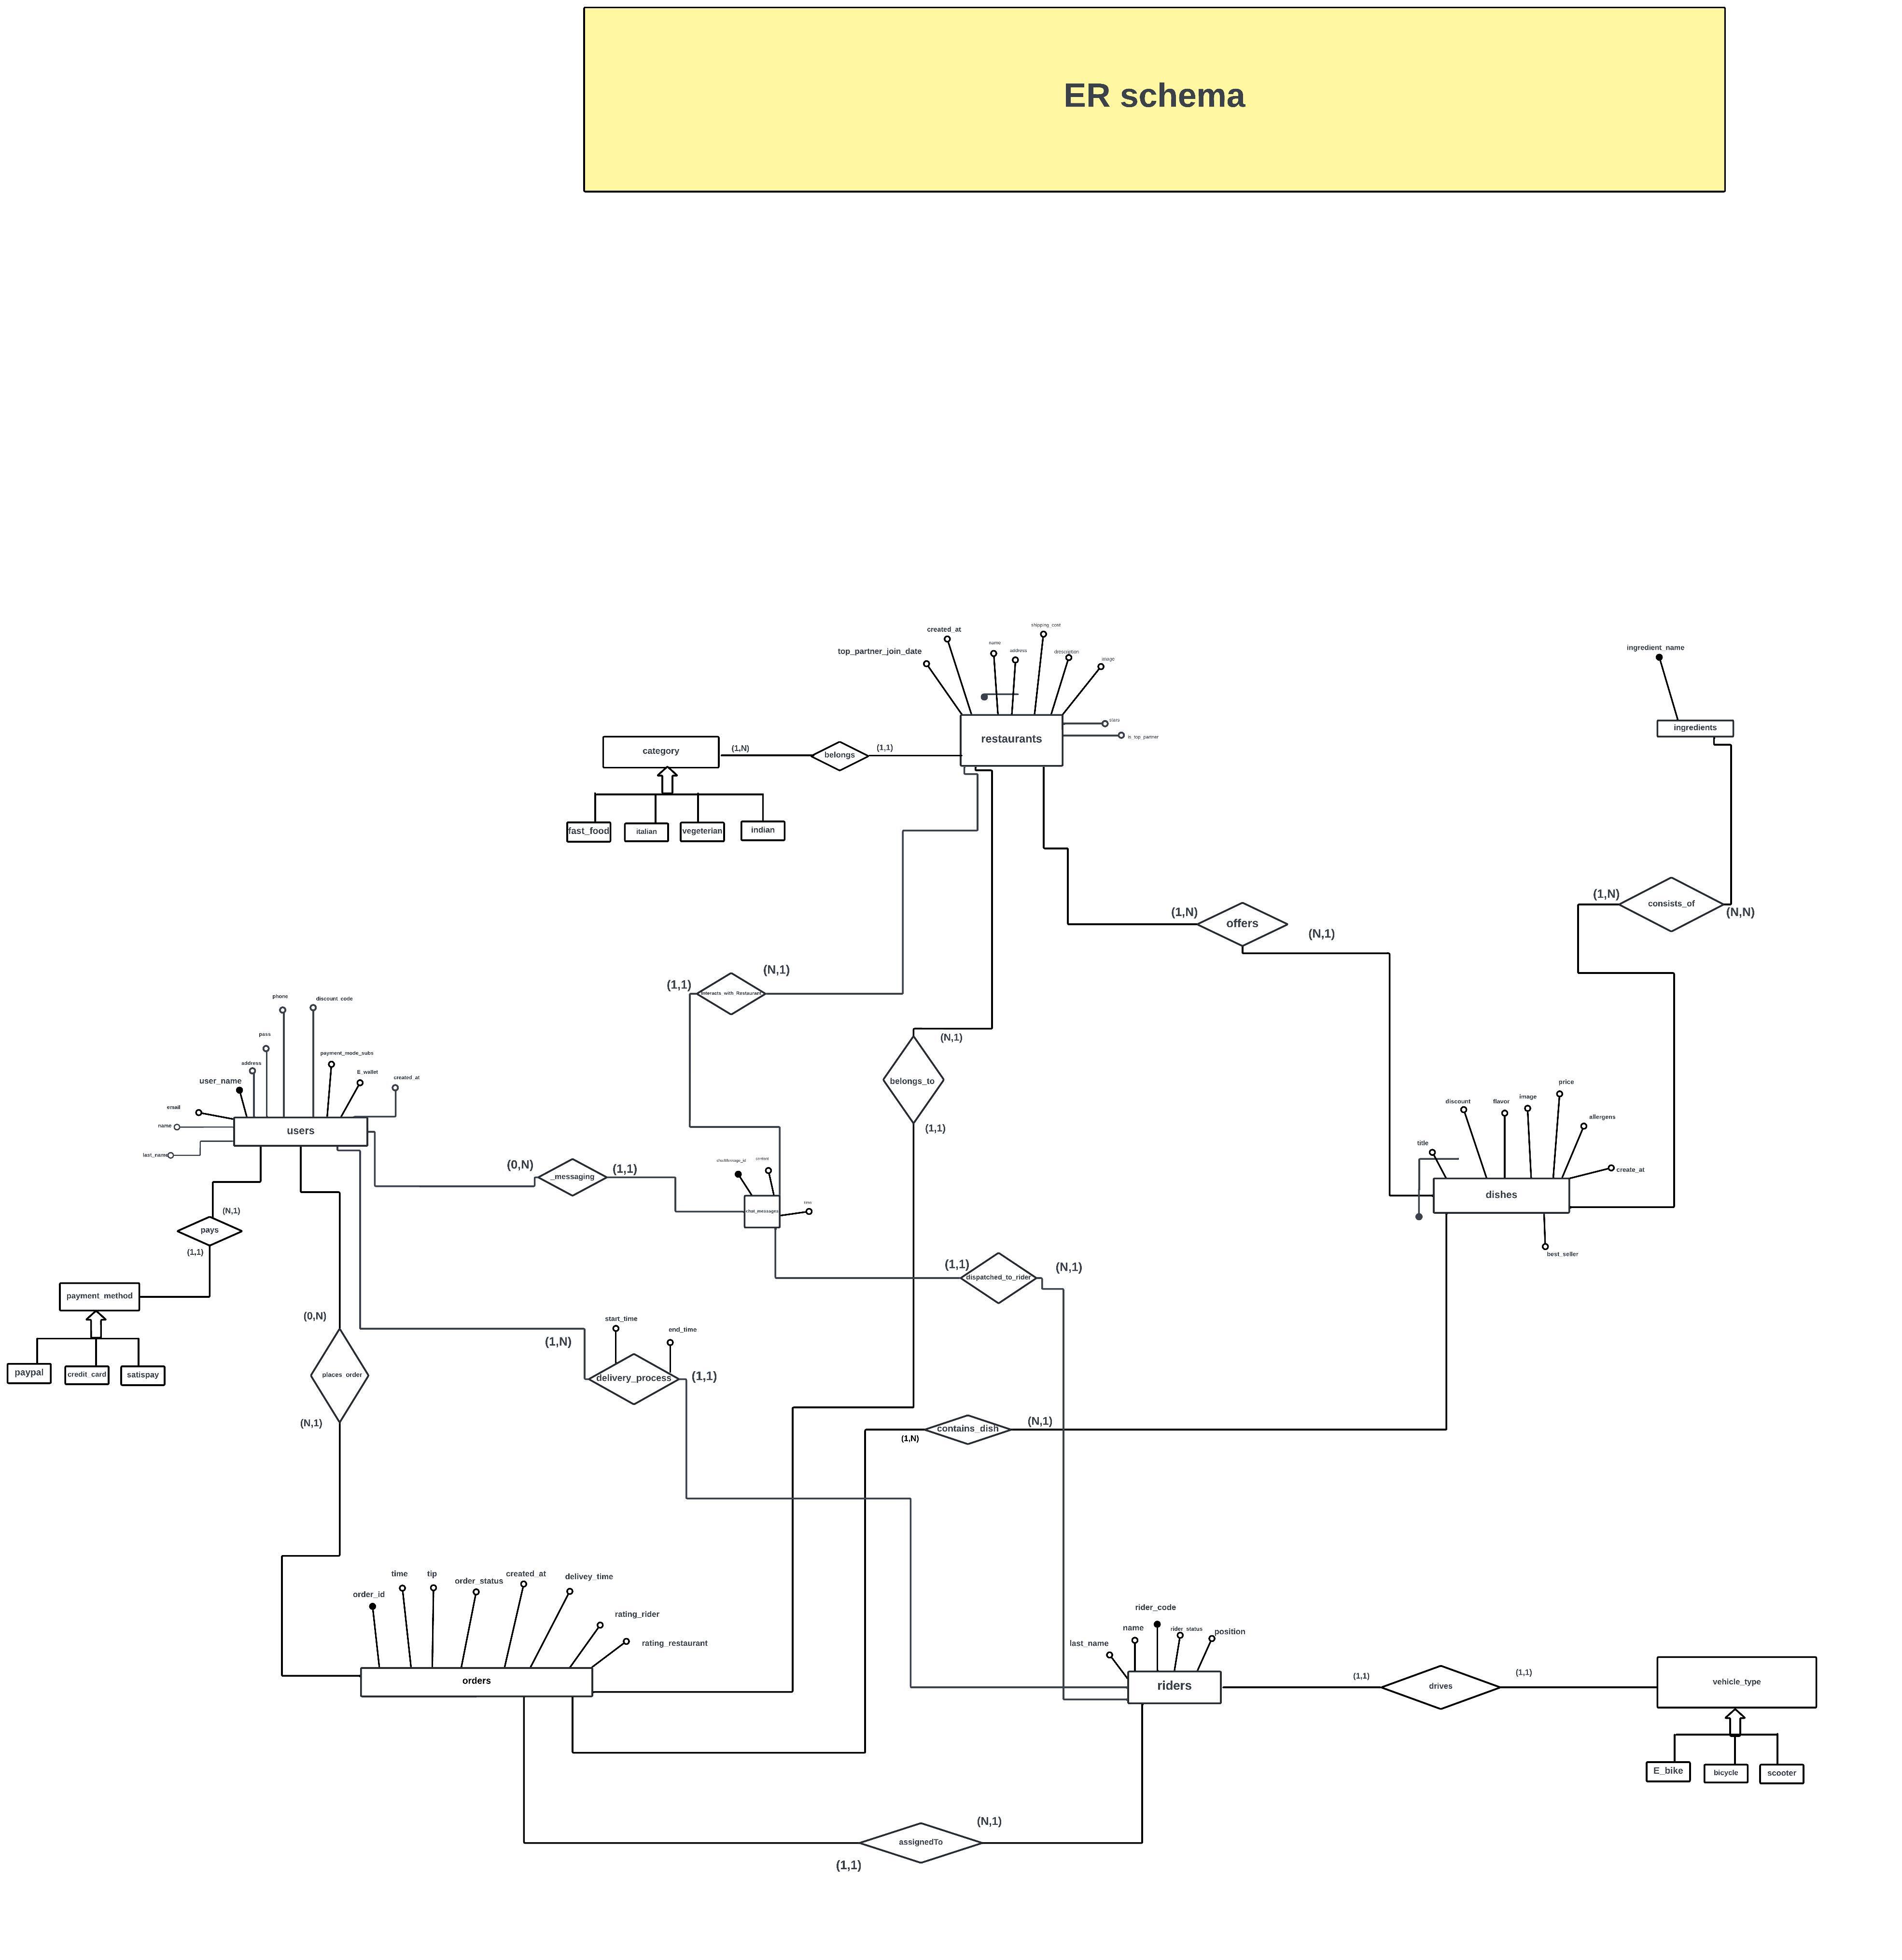 ER schema
shipping_cost
created_at
name
address
description
image
top_partner_join_date
ingredient_name
stars
is_top_partner
restaurants
ingredients
category
(1,N)
belongs
(1,1)
fast_food
italian
vegeterian
indian
(1,N)
consists_of
(N,N)
(1,N)
offers
(N,1)
(1,1)
Interacts_with_Restaurant
(N,1)
phone
discount_code
pass
payment_mode_subs
address
E_wallet
created_at
user_name
email
name
last_name
users
(N,1)
belongs_to
(1,1)
price
discount
flavor
image
allergens
title
create_at
dishes
best_seller
(0,N)
_messaging
(1,1)
content
chat_messages
(N,1)
pays
(1,1)
payment_method
paypal
credit_card
satispay
(1,1)
dispatched_to_rider
(N,1)
(0,N)
places_order
(N,1)
start_time
end_time
(1,N)
delivery_process
(1,1)
contains_dish
(N,1)
(1,N)
time
tip
order_status
created_at
delivey_time
order_id
rating_rider
rating_restaurant
orders
rider_code
name
rider_status
position
last_name
riders
(1,1)
drives
(1,1)
vehicle_type
E_bike
bicycle
scooter
(N,1)
assignedTo
(1,1)